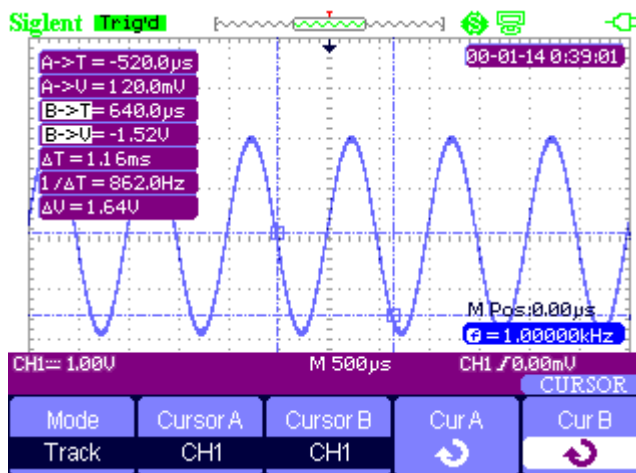 Siglent Trig'd
A->T=-520.0µs
00-01-14 0:39:01
A->V=120.0mV
B->T=640.0µs
B->V=-1.52V
ΔT=1.16ms
1/ΔT=862.0Hz
ΔV=1.64V
M Pos:0.00µs
f=1.00000kHz
CH1 1.00V M 500µs CH1 0.00mV
CURSOR
Mode Cursor A Cursor B Cur A Cur B
Track CH1 CH1